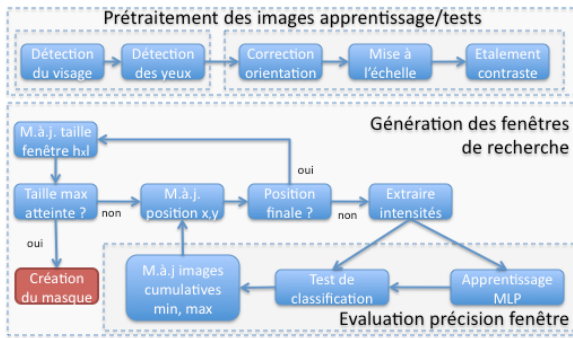 Prétraitement des images apprentissage/tests
Détection
du visage
Détection
des yeux
Correction
orientation
Mise à
l'échelle
Etalement
contraste
Génération des fenêtres
de recherche
M.à.j. taille
fenêtre hxl
oui
Taille max
atteinte ?
non
M.à.j.
position x,y
Position
finale ?
non
Extraire
intensités
oui
Création
du masque
M.à.j images
cumulatives
min, max
Test de
classification
Apprentissage
MLP
Evaluation précision fenêtre